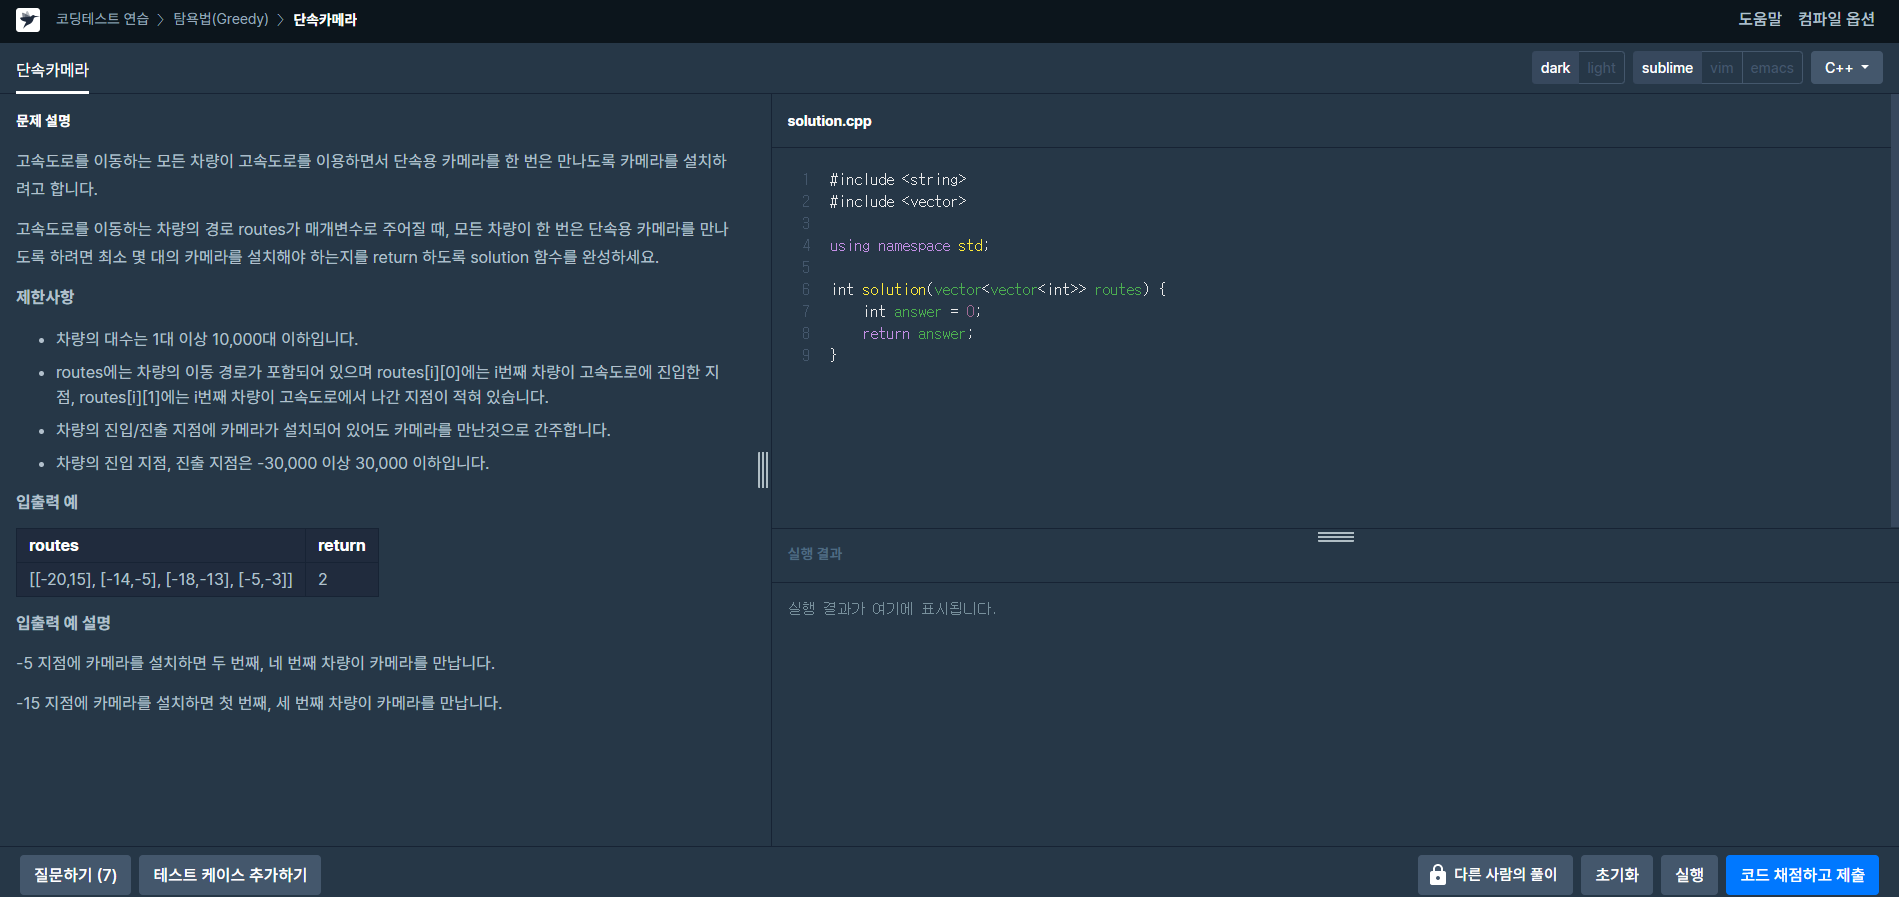 코딩테스트 연습 > 탐욕법(Greedy) > 단속카메라
도움말 컴파일 옵션
단속카메라
dark light sublime vim emacs C++
문제 설명
고속도로를 이동하는 모든 차량이 고속도로를 이용하면서 단속용 카메라를 한 번은 만나도록 카메라를 설치하
려고 합니다.
고속도로를 이동하는 차량의 경로 routes가 매개변수로 주어질 때, 모든 차량이 한 번은 단속용 카메라를 만나
도록 하려면 최소 몇 대의 카메라를 설치해야 하는지를 return 하도록 solution 함수를 완성하세요.
제한사항
• 차량의 대수는 1대 이상 10,000대 이하입니다.
• routes에는 차량의 이동 경로가 포함되어 있으며 routes[i][0]에는 i번째 차량이 고속도로에 진입한 지
점, routes[i][1]에는 i번째 차량이 고속도로에서 나간 지점이 적혀 있습니다.
• 차량의 진입/진출 지점에 카메라가 설치되어 있어도 카메라를 만난것으로 간주합니다.
• 차량의 진입 지점, 진출 지점은 -30,000 이상 30,000 이하입니다.
입출력 예
routes return
[[-20,15], [-14,-5], [-18,-13], [-5,-3]] 2
입출력 예 설명
-5 지점에 카메라를 설치하면 두 번째, 네 번째 차량이 카메라를 만납니다.
-15 지점에 카메라를 설치하면 첫 번째, 세 번째 차량이 카메라를 만납니다.
solution.cpp
1 #include <string>
2 #include <vector>
3
4 using namespace std;
5
6 int solution(vector<vector<int>> routes) {
7     int answer = 0;
8     return answer;
9 }
실행 결과
실행 결과가 여기에 표시됩니다.
질문하기 (7) 테스트 케이스 추가하기
다른 사람의 풀이 초기화 실행 코드 채점하고 제출